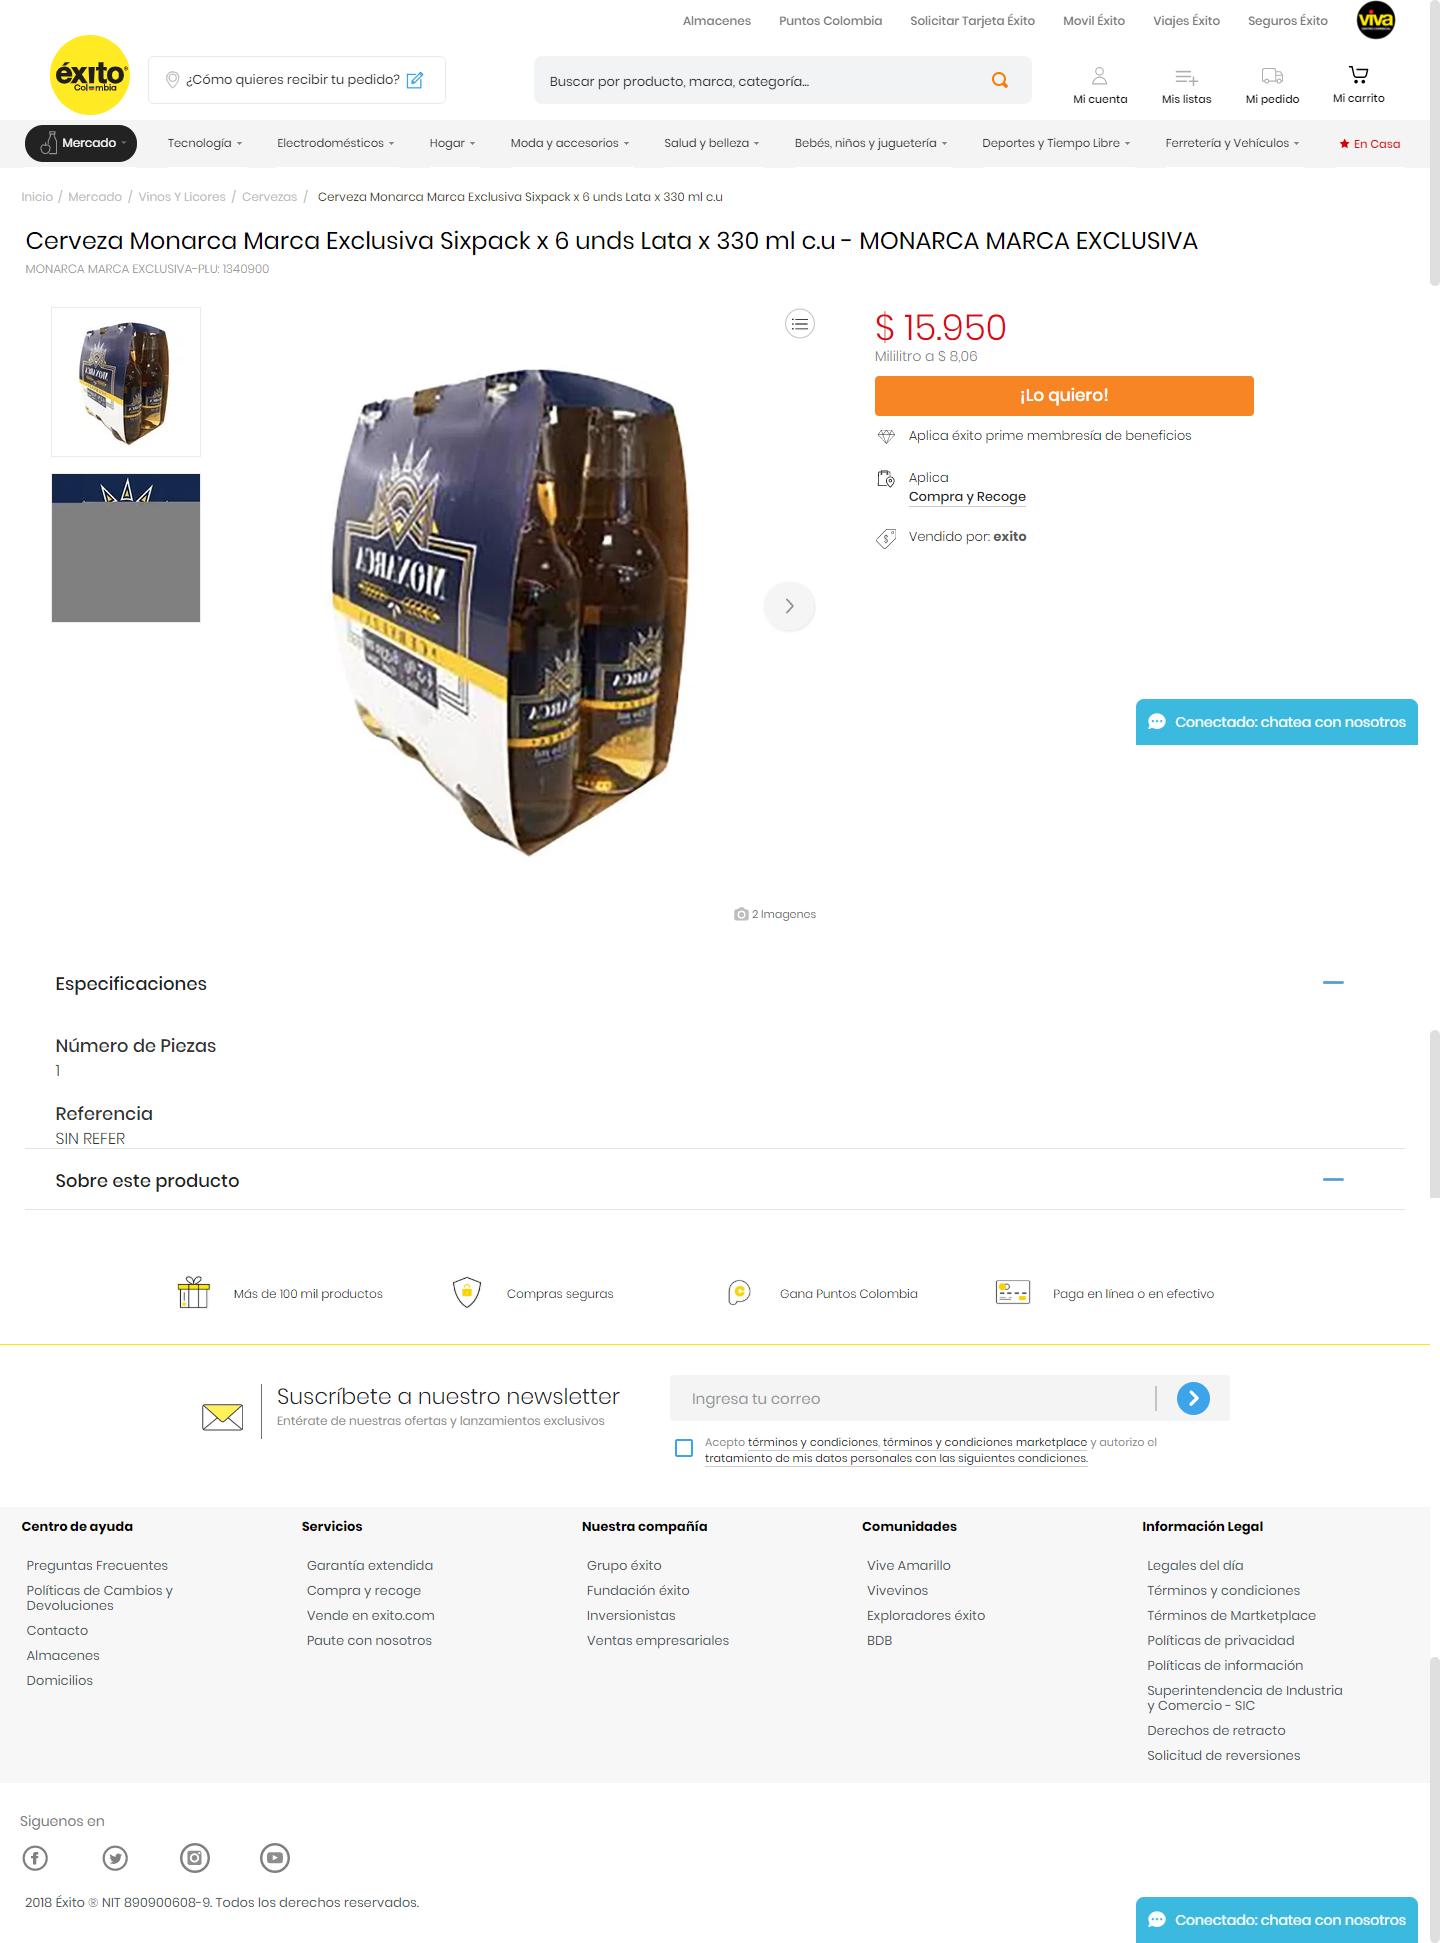 Almacenes Puntos Colombia Solicitar Tarjeta Éxito Movil Éxito Viajes Éxito Seguros Éxito viva
éxito
Colombia
¿Cómo quieres recibir tu pedido?
Buscar por producto, marca, categoría...
Mi cuenta Mis listas Mi pedido Mi carrito
Mercado Tecnología Electrodomésticos Hogar Moda y accesorios Salud y belleza Bebés, niños y juguetería Deportes y Tiempo Libre Ferretería y Vehículos En Casa
Inicio / Mercado / Vinos Y Licores / Cervezas / Cerveza Monarca Marca Exclusiva Sixpack x 6 unds Lata x 330 ml c.u
Cerveza Monarca Marca Exclusiva Sixpack x 6 unds Lata x 330 ml c.u - MONARCA MARCA EXCLUSIVA
MONARCA MARCA EXCLUSIVA-PLU: 1340900
MONARCA
CERVEZA
MONARCA
MONARCA
$ 15.950
Mililitro a $ 8,06
¡Lo quiero!
Aplica éxito prime membresía de beneficios
Aplica
Compra y Recoge
Vendido por: exito
Conectado: chatea con nosotros
2 Imagenes
Especificaciones
Número de Piezas
1
Referencia
SIN REFER
Sobre este producto
Más de 100 mil productos Compras seguras Gana Puntos Colombia Paga en línea o en efectivo
Suscríbete a nuestro newsletter
Entérate de nuestras ofertas y lanzamientos exclusivos
Ingresa tu correo
Acepto términos y condiciones, términos y condiciones marketplace y autorizo el
tratamiento de mis datos personales con las siguientes condiciones.
Centro de ayuda
Preguntas Frecuentes
Políticas de Cambios y
Devoluciones
Contacto
Almacenes
Domicilios
Servicios
Garantía extendida
Compra y recoge
Vende en exito.com
Paute con nosotros
Nuestra compañía
Grupo éxito
Fundación éxito
Inversionistas
Ventas empresariales
Comunidades
Vive Amarillo
Vivevinos
Exploradores éxito
BDB
Información Legal
Legales del día
Términos y condiciones
Términos de Martketplace
Políticas de privacidad
Políticas de información
Superintendencia de Industria
y Comercio - SIC
Derechos de retracto
Solicitud de reversiones
Siguenos en
2018 Éxito ® NIT 890900608-9. Todos los derechos reservados.
Conectado: chatea con nosotros